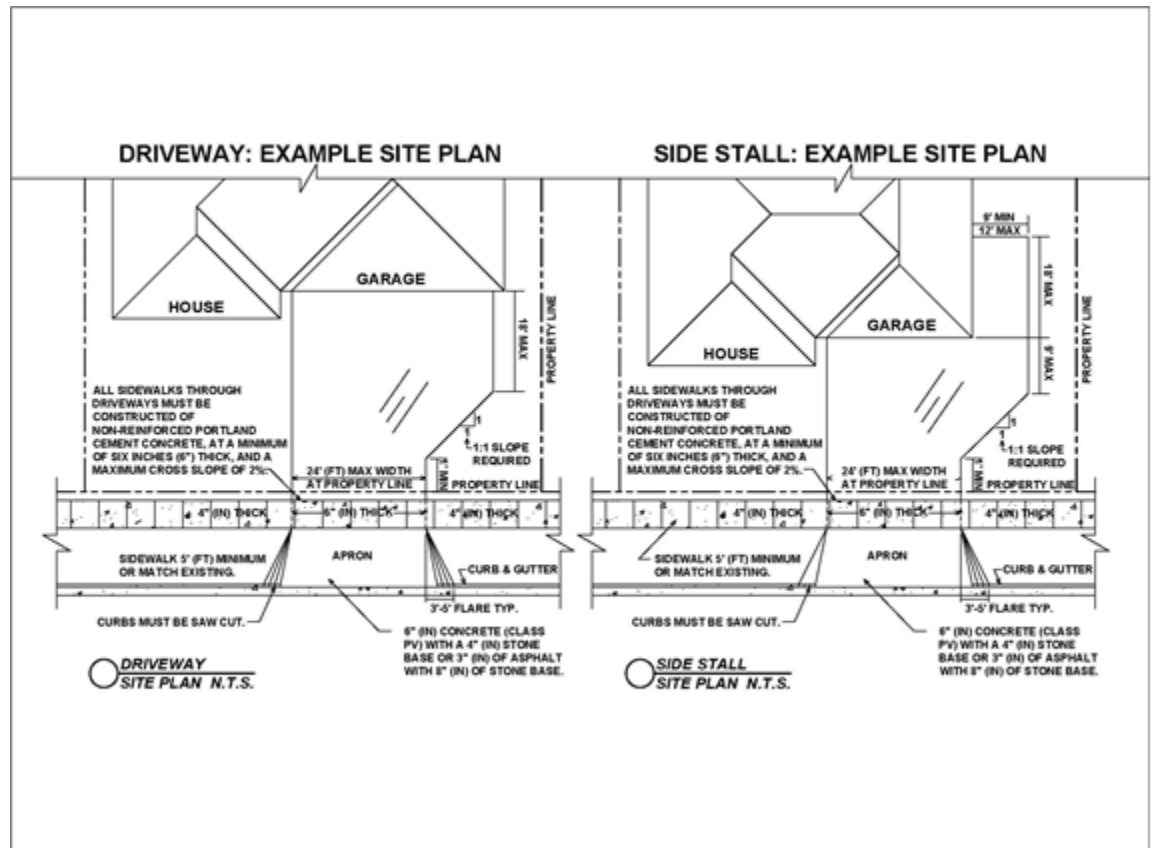 DRIVEWAY: EXAMPLE SITE PLAN
GARAGE
HOUSE
18' MAX
PROPERTY LINE
ALL SIDEWALKS THROUGH
DRIVEWAYS MUST BE
CONSTRUCTED OF
NON-REINFORCED PORTLAND
CEMENT CONCRETE, AT A MINIMUM
OF SIX INCHES (6") THICK, AND A
MAXIMUM CROSS SLOPE OF 2%.
1
1
1:1 SLOPE
REQUIRED
24' (FT) MAX WIDTH
AT PROPERTY LINE
MIN
PROPERTY LINE
4" (IN) THICK
6" (IN) THICK
4" (IN) THICK
SIDEWALK 5' (FT) MINIMUM
OR MATCH EXISTING.
APRON
CURB & GUTTER
3'-5' FLARE TYP.
CURBS MUST BE SAW CUT.
6" (IN) CONCRETE (CLASS
PV) WITH A 4" (IN) STONE
BASE OR 3" (IN) OF ASPHALT
WITH 8" (IN) OF STONE BASE.
DRIVEWAY
SITE PLAN N.T.S.
SIDE STALL: EXAMPLE SITE PLAN
9' MIN
12' MAX
18' MAX
GARAGE
HOUSE
9' MAX
PROPERTY LINE
ALL SIDEWALKS THROUGH
DRIVEWAYS MUST BE
CONSTRUCTED OF
NON-REINFORCED PORTLAND
CEMENT CONCRETE, AT A MINIMUM
OF SIX INCHES (6") THICK, AND A
MAXIMUM CROSS SLOPE OF 2%.
1
1
1:1 SLOPE
REQUIRED
24' (FT) MAX WIDTH
AT PROPERTY LINE
MIN
PROPERTY LINE
4" (IN) THICK
6" (IN) THICK
4" (IN) THICK
SIDEWALK 5' (FT) MINIMUM
OR MATCH EXISTING.
APRON
CURB & GUTTER
3'-5' FLARE TYP.
CURBS MUST BE SAW CUT.
6" (IN) CONCRETE (CLASS
PV) WITH A 4" (IN) STONE
BASE OR 3" (IN) OF ASPHALT
WITH 8" (IN) OF STONE BASE.
SIDE STALL
SITE PLAN N.T.S.